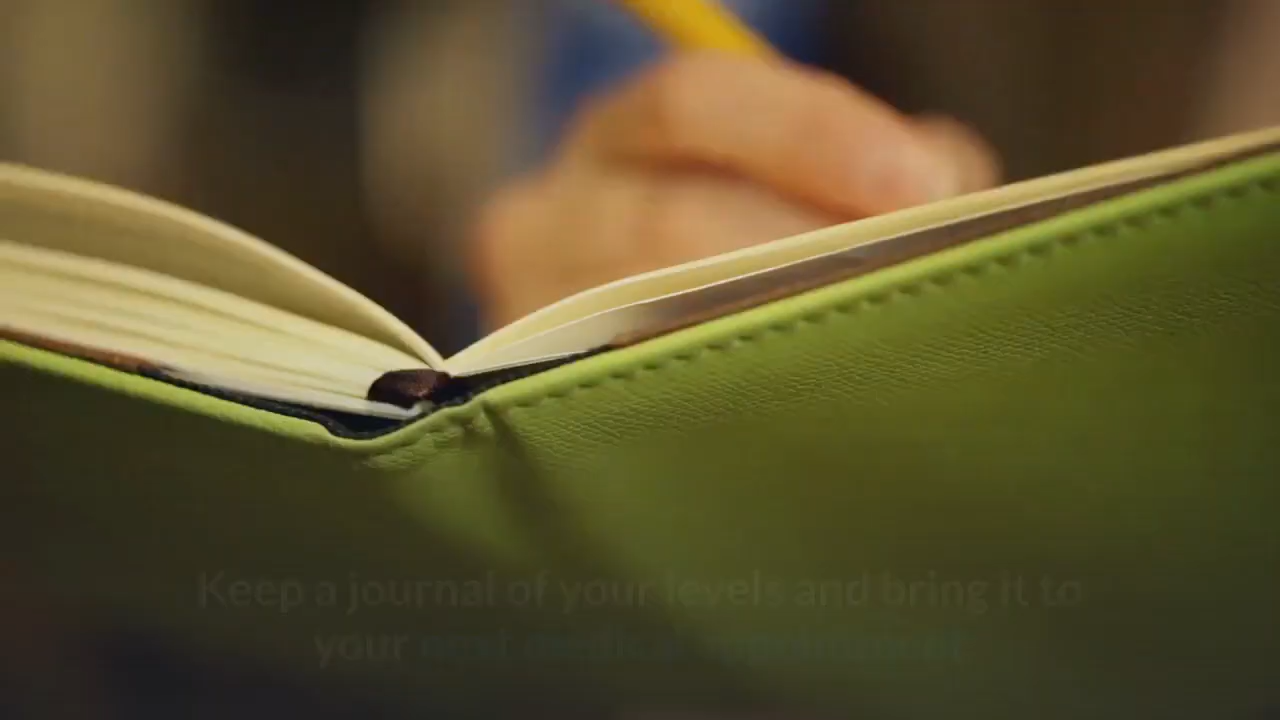 Keep a journal of your levels and bring it to
your next medical appointment